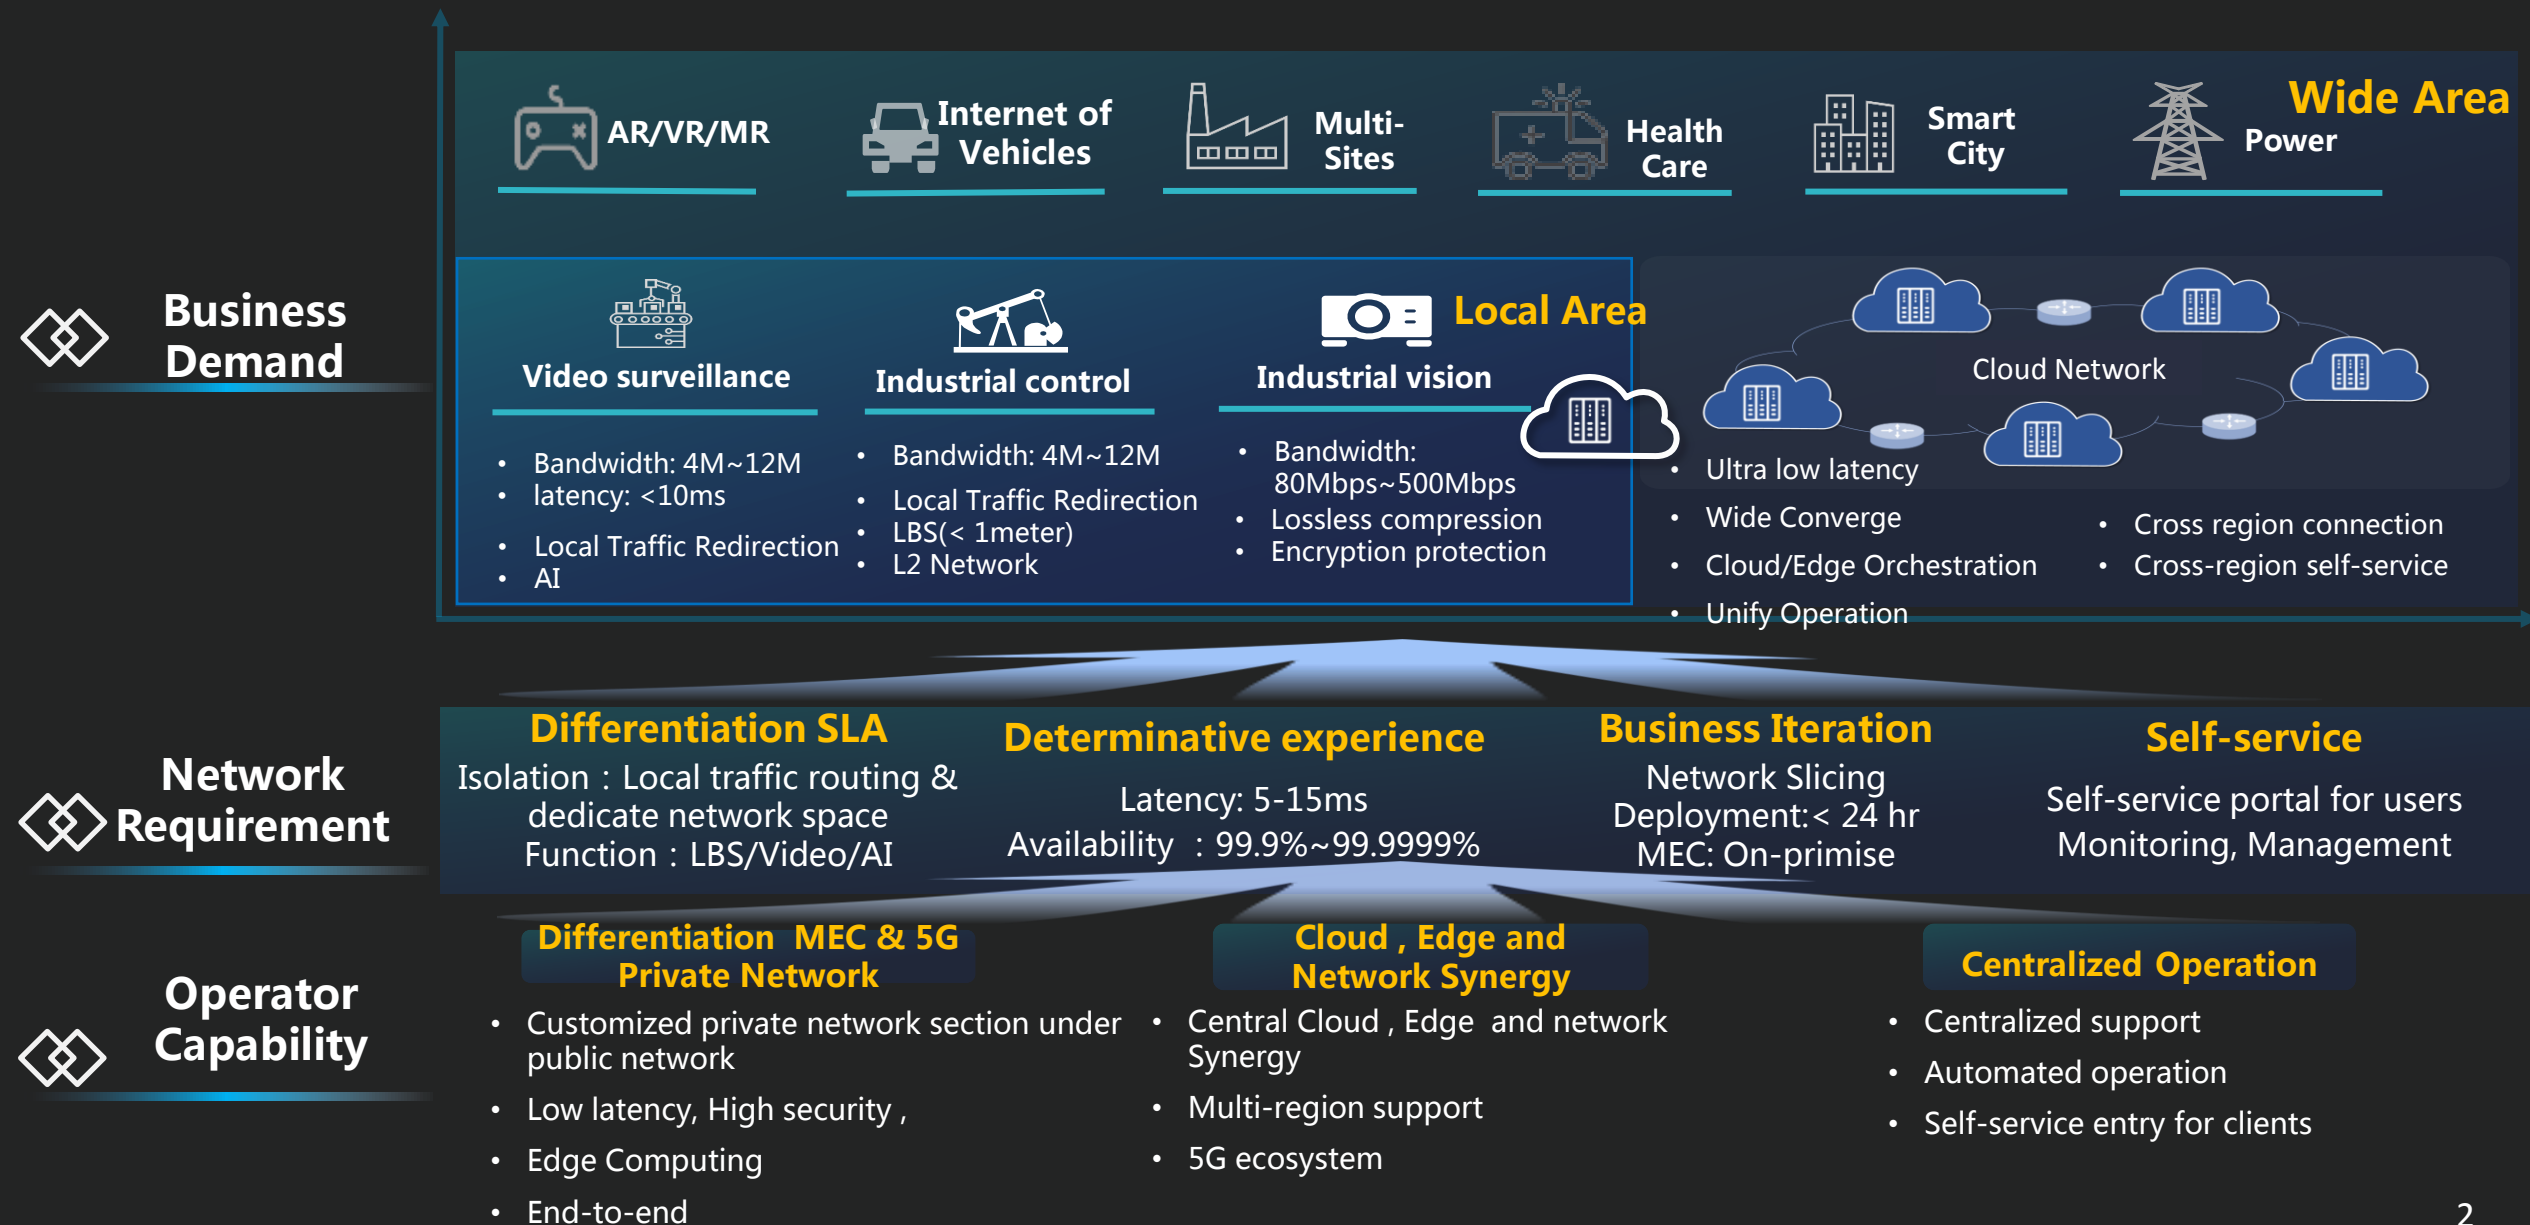 Wide Area
AR/VR/MR
Internet of
Vehicles
Multi-
Sites
Health
Care
Smart
City
Power
Business
Demand
Local Area
Video surveillance
• Bandwidth: 4M~12M
• latency: <10ms
• Local Traffic Redirection
• AI
Industrial control
• Bandwidth: 4M~12M
• Local Traffic Redirection
• LBS(< 1meter)
• L2 Network
Industrial vision
• Bandwidth:
80Mbps~500Mbps
• Lossless compression
• Encryption protection
Cloud Network
• Ultra low latency
• Wide Converge
• Cloud/Edge Orchestration
• Unify Operation
• Cross region connection
• Cross-region self-service
Network
Requirement
Differentiation SLA
Isolation：Local traffic routing &
dedicate network space
Function：LBS/Video/AI
Determinative experience
Latency: 5-15ms
Availability ：99.9%~99.9999%
Business Iteration
Network Slicing
Deployment:< 24 hr
MEC: On-primise
Self-service
Self-service portal for users
Monitoring, Management
Operator
Capability
Differentiation MEC & 5G
Private Network
• Customized private network section under
public network
• Low latency, High security ,
• Edge Computing
• End-to-end
Cloud , Edge and
Network Synergy
• Central Cloud , Edge and network
Synergy
• Multi-region support
• 5G ecosystem
Centralized Operation
• Centralized support
• Automated operation
• Self-service entry for clients
2